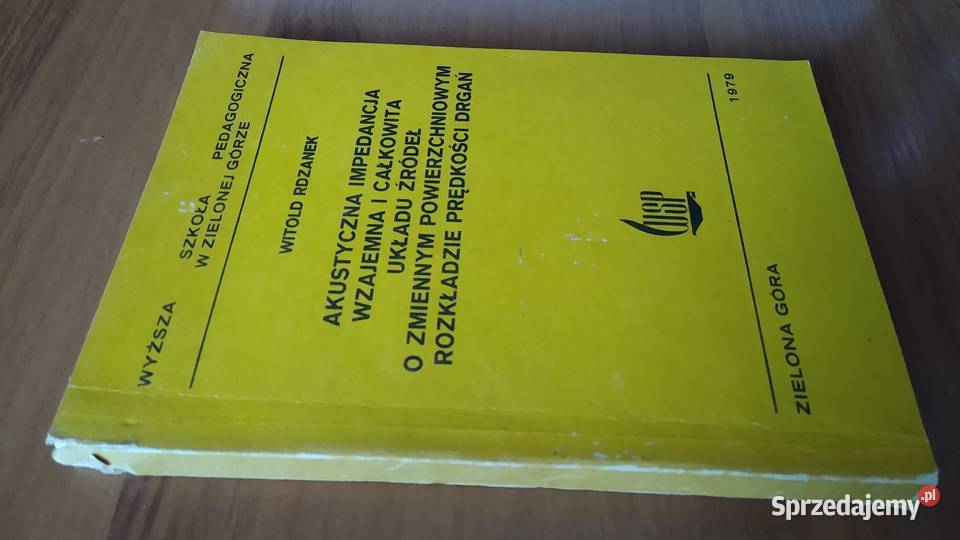 WYŻSZA SZKOŁA PEDAGOGICZNA
W ZIELONEJ GÓRZE
WITOLD RDZANEK
AKUSTYCZNA IMPEDANCJA
WZAJEMNA I CAŁKOWITA
UKŁADU ŹRÓDEŁ
O ZMIENNYM POWIERZCHNIOWYM
ROZKŁADZIE PRĘDKOŚCI DRGAŃ
WSP
ZIELONA GÓRA 1979
Sprzedajemy.pl